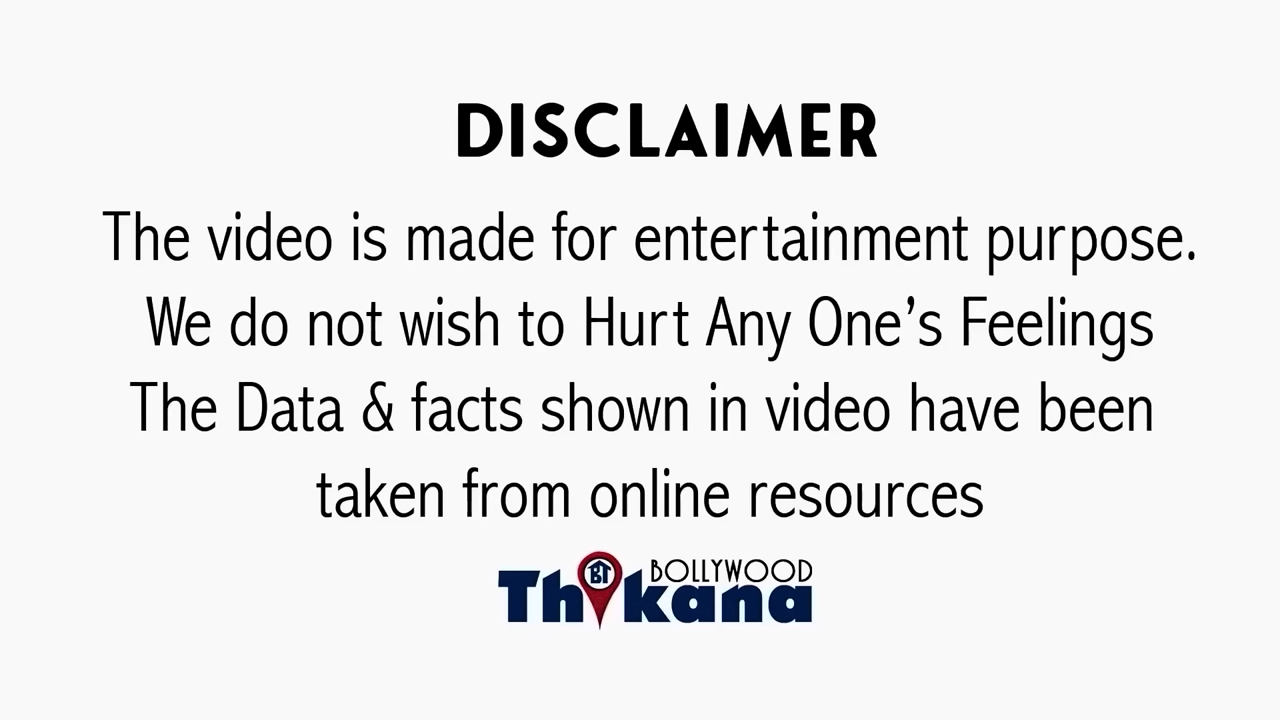 DISCLAIMER
The video is made for entertainment purpose.
We do not wish to Hurt Any One's Feelings
The Data & facts shown in video have been
taken from online resources
BT BOLLYWOOD
Thikana